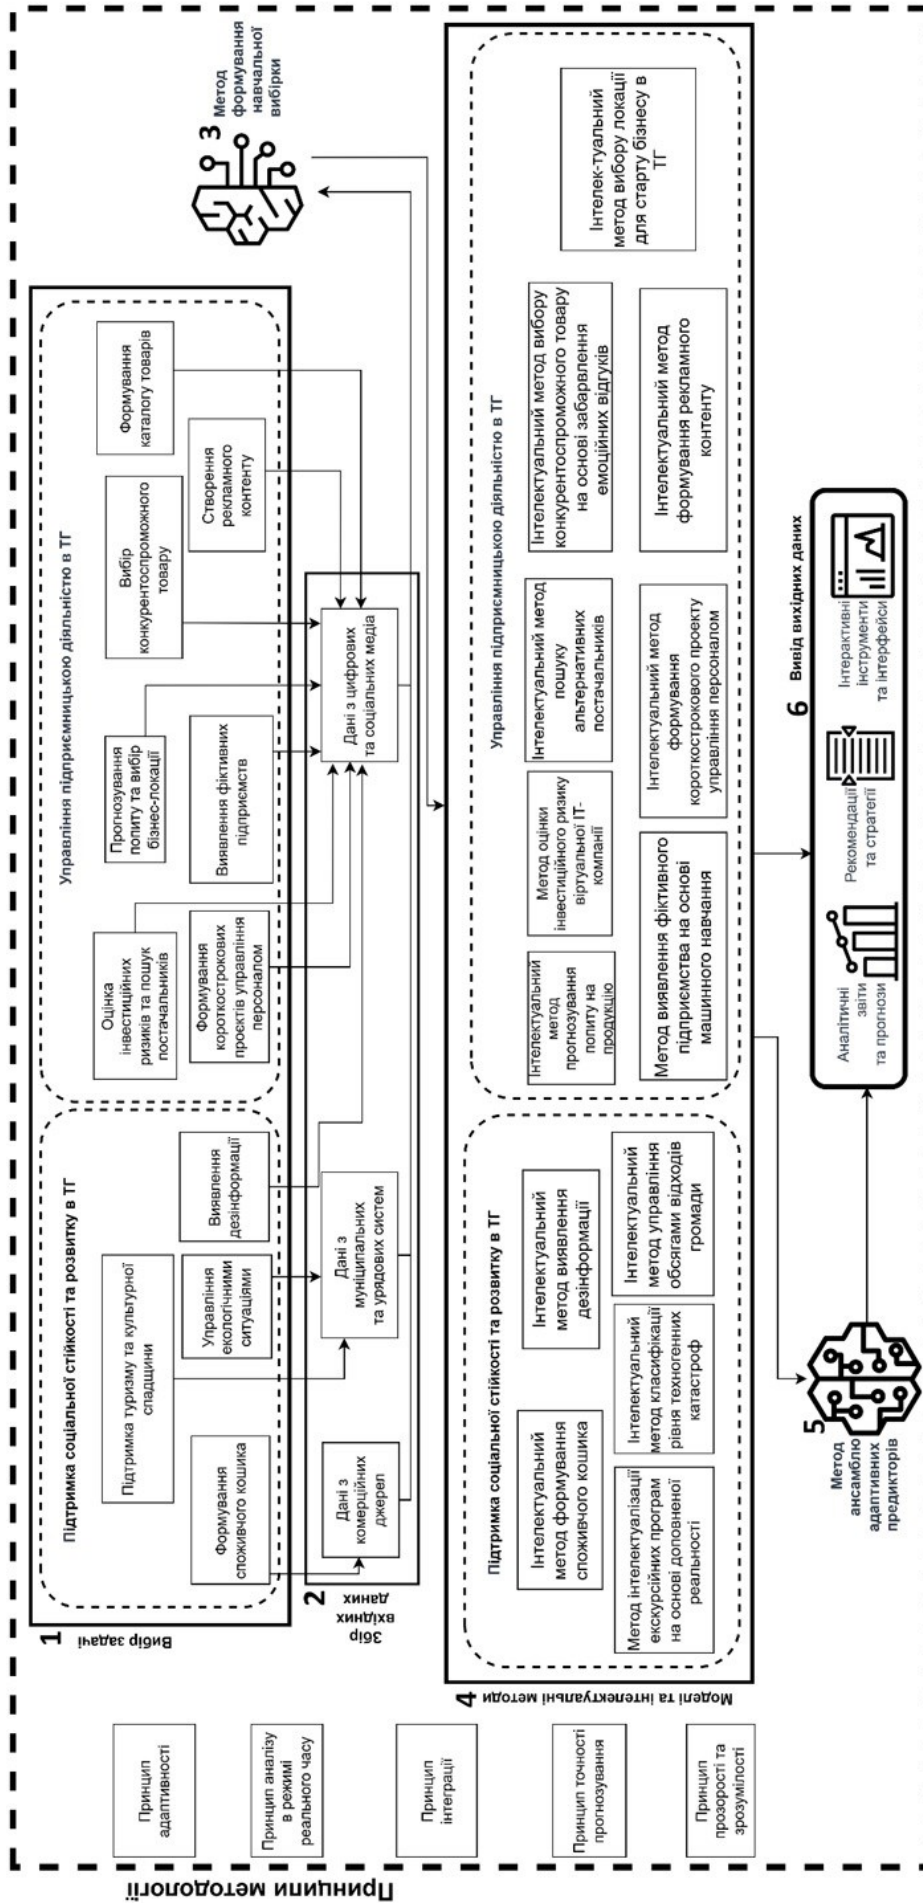 Принципи методології
Принцип
адаптивності
Принцип аналізу
в режимі
реального часу
Принцип
інтеграції
Принцип точності
прогнозування
Принцип
прозорості та
зрозумілості
1
Вибір задачі
Підтримка соціальної стійкості та розвитку в ТГ
Підтримка туризму та культурної
спадщини
Формування
споживчого кошика
Управління
екологічними
ситуаціями
Виявлення
дезінформації
Управління підприємницькою діяльністю в ТГ
Оцінка
інвестиційних
ризиків та пошук
постачальників
Формування
короткострокових
проєктів управління
персоналом
Прогнозування
попиту та вибір
бізнес-локації
Виявлення фіктивних
підприємств
Вибір
конкурентоспроможного
товару
Створення
рекламного
контенту
Формування
каталогу товарів
2
Збір
вхідних
даних
Дані з
комерційних
джерел
Дані з
муніципальних
та урядових систем
Дані з цифрових
та соціальних медіа
3
Метод
формування
навчальної
вибірки
4
Моделі та інтелектуальні методи
Підтримка соціальної стійкості та розвитку в ТГ
Інтелектуальний
метод формування
споживчого кошика
Інтелектуальний
метод виявлення
дезінформації
Метод інтелектуалізації
екскурсійних програм
на основі доповненої
реальності
Інтелектуальний
метод класифікації
рівня техногенних
катастроф
Інтелектуальний
метод управління
обсягами відходів
громади
Управління підприємницькою діяльністю в ТГ
Інтелектуальний
метод
прогнозування
попиту на
продукцію
Метод оцінки
інвестиційного ризику
віртуальної ІТ-
компанії
Інтелектуальний метод
пошуку
альтернативних
постачальників
Інтелектуальний метод вибору
конкурентоспроможного товару
на основі забарвлення
емоційних відгуків
Інтелек-туальний
метод вибору локації
для старту бізнесу в
ТГ
Метод виявлення фіктивного
підприємства на основі
машинного навчання
Інтелектуальний метод
формування
короткострокового проекту
управління персоналом
Інтелектуальний метод
формування рекламного
контенту
5
Метод
ансамблю
адаптивних
предикторів
6 Вивід вихідних даних
Аналітичні
звіти
та прогнози
Рекомендації
та стратегії
Інтерактивні
інструменти
та інтерфейси